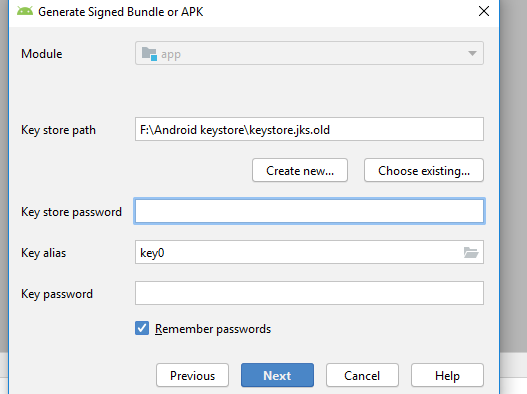 Generate Signed Bundle or APK
Module app
Key store path F:\Android keystore\keystore.jks.old
Create new... Choose existing...
Key store password
Key alias key0
Key password
Remember passwords
Previous Next Cancel Help